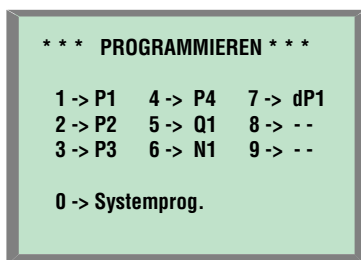 * * * PROGRAMMIEREN * * *
1 -> P1 4 -> P4 7 -> dP1
2 -> P2 5 -> Q1 8 -> - -
3 -> P3 6 -> N1 9 -> - -
0 -> Systemprog.